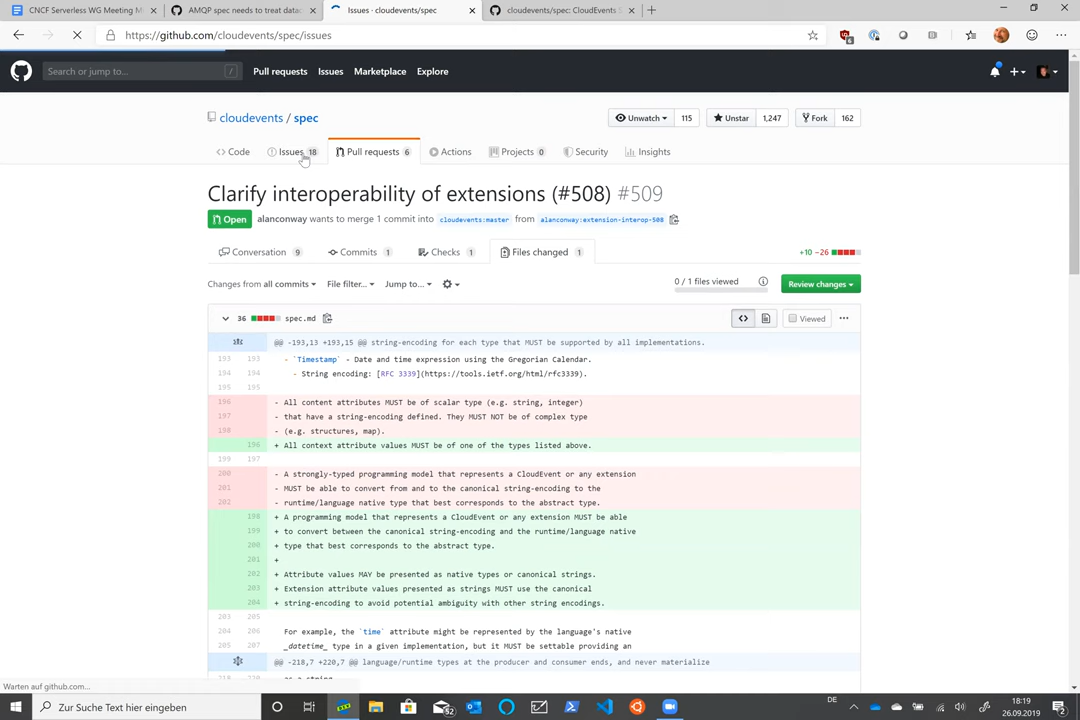 CNCF Serverless WG Meeting M
AMQP spec needs to treat datac
Issues · cloudevents/spec
cloudevents/spec: CloudEvents S
https://github.com/cloudevents/spec/issues
6
Search or jump to...
/
Pull requests
Issues
Marketplace
Explore
cloudevents / spec
Unwatch
115
Unstar
1,247
Fork
162
Code
Issues 18
Pull requests 6
Actions
Projects 0
Security
Insights
Clarify interoperability of extensions (#508) #509
Open
alanconway wants to merge 1 commit into cloudevents:master from alanconway:extension-interop-508
Conversation 9
Commits 1
Checks 1
Files changed 1
+10 −26
Changes from all commits
File filter...
Jump to...
0 / 1 files viewed
Review changes
36
spec.md
Viewed
@@ -193,13 +193,15 @@ string-encoding for each type that MUST be supported by all implementations.
193 193 - `Timestamp` - Date and time expression using the Gregorian Calendar.
194 194 - String encoding: [RFC 3339](https://tools.ietf.org/html/rfc3339).
195 195
196 - All content attributes MUST be of scalar type (e.g. string, integer)
197 - that have a string-encoding defined. They MUST NOT be of complex type
198 - (e.g. structures, map).
196 + All context attribute values MUST be of one of the types listed above.
199 197
200 - A strongly-typed programming model that represents a CloudEvent or any extension
201 - MUST be able to convert from and to the canonical string-encoding to the
202 - runtime/language native type that best corresponds to the abstract type.
198 + A programming model that represents a CloudEvent or any extension MUST be able
199 + to convert between the canonical string-encoding and the runtime/language native
200 + type that best corresponds to the abstract type.
201 +
202 + Attribute values MAY be presented as native types or canonical strings.
203 + Extension attribute values presented as strings MUST use the canonical
204 + string-encoding to avoid potential ambiguity with other string encodings.
203 205
204 206 For example, the `time` attribute might be represented by the language's native
205 207 _datetime_ type in a given implementation, but it MUST be settable providing an
@@ -218,7 +220,7 @@ language/runtime types at the producer and consumer ends, and never materialize
as a string.
Warten auf github.com...
Zur Suche Text hier eingeben
52
DE
18:19
26.09.2019
2